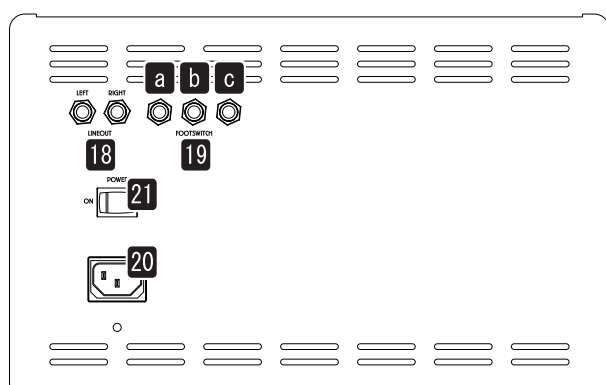 a b c
LEFT RIGHT
LINEOUT FOOTSWITCH
18 19
POWER
21
ON
20